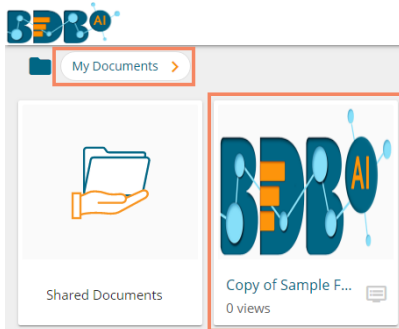 BDB AI
My Documents >
BDB AI
Shared Documents
Copy of Sample F...
0 views